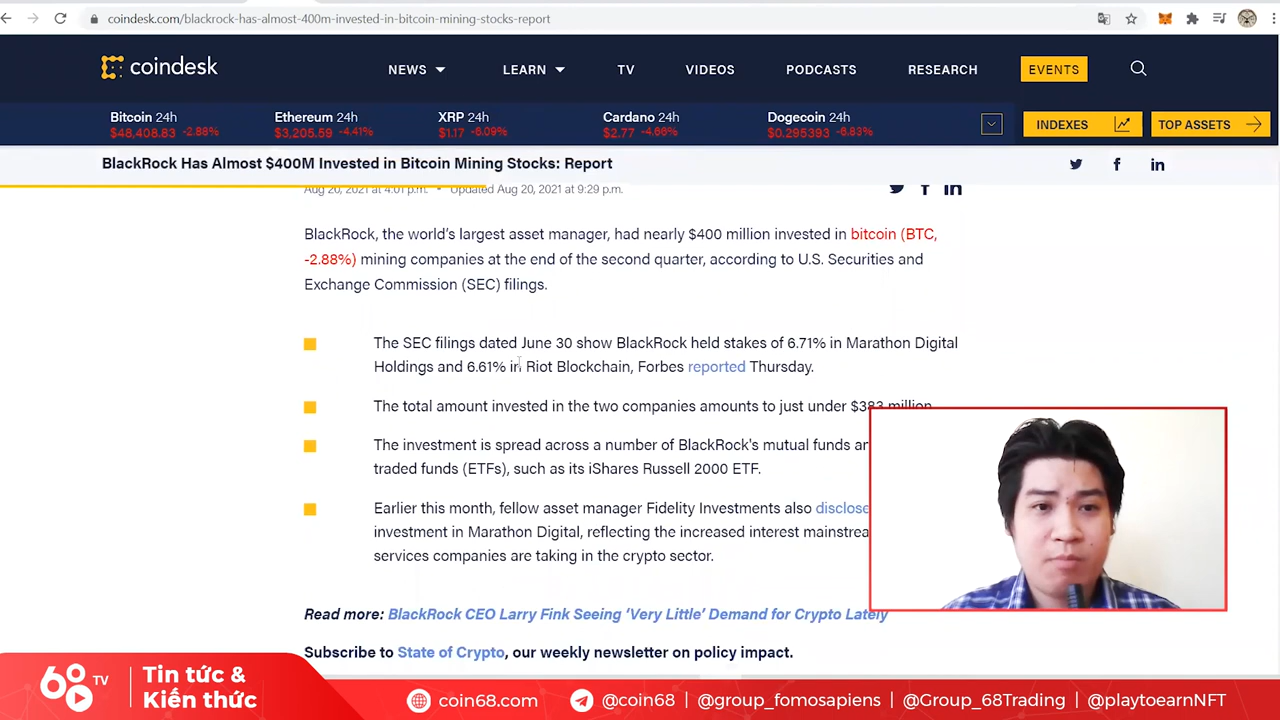 coindesk.com/blackrock-has-almost-400m-invested-in-bitcoin-mining-stocks-report
coindesk NEWS LEARN TV VIDEOS PODCASTS RESEARCH EVENTS
Bitcoin 24h Ethereum 24h XRP 24h Cardano 24h Dogecoin 24h
$48,408.83 -2.88% $3,205.59 -4.41% $1.17 -6.09% $2.77 -4.66% $0.295393 -6.83%
INDEXES TOP ASSETS
BlackRock Has Almost $400M Invested in Bitcoin Mining Stocks: Report
Aug 20, 2021 at 4:01 p.m. • Updated Aug 20, 2021 at 9:29 p.m.
BlackRock, the world's largest asset manager, had nearly $400 million invested in bitcoin (BTC,
-2.88%) mining companies at the end of the second quarter, according to U.S. Securities and
Exchange Commission (SEC) filings.
The SEC filings dated June 30 show BlackRock held stakes of 6.71% in Marathon Digital
Holdings and 6.61% in Riot Blockchain, Forbes reported Thursday.
The total amount invested in the two companies amounts to just under $383 million.
The investment is spread across a number of BlackRock's mutual funds
traded funds (ETFs), such as its iShares Russell 2000 ETF.
Earlier this month, fellow asset manager Fidelity Investments also
investment in Marathon Digital, reflecting the increased interest
services companies are taking in the crypto sector.
Read more: BlackRock CEO Larry Fink Seeing 'Very Little' Demand for Crypto Lately
Subscribe to State of Crypto, our weekly newsletter on policy impact.
68 TV
Tin tức &
Kiến thức
coin68.com @coin68 | @group_fomosapiens | @Group_68Trading | @playtoearnNFT